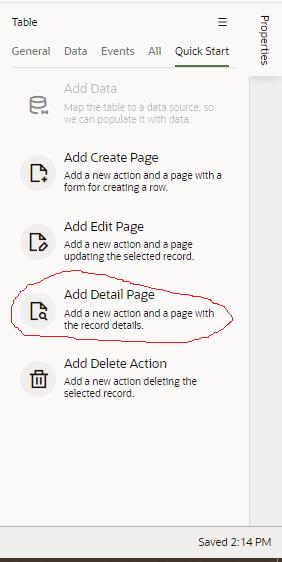 Table
Properties
General Data Events All Quick Start
Add Data
Map the table to a data source, so
we can populate it with data.
Add Create Page
Add a new action and a page with a
form for creating a row.
Add Edit Page
Add a new action and a page
updating the selected record.
Add Detail Page
Add a new action and a page with
the record details.
Add Delete Action
Add a new action deleting the
selected record.
Saved 2:14 PM